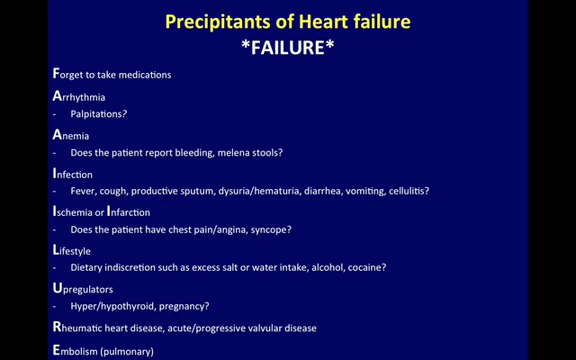 Precipitants of Heart failure
*FAILURE*
Forget to take medications
Arrhythmia
- Palpitations?
Anemia
- Does the patient report bleeding, melena stools?
Infection
- Fever, cough, productive sputum, dysuria/hematuria, diarrhea, vomiting, cellulitis?
Ischemia or Infarction
- Does the patient have chest pain/angina, syncope?
Lifestyle
- Dietary indiscretion such as excess salt or water intake, alcohol, cocaine?
Upregulators
- Hyper/hypothyroid, pregnancy?
Rheumatic heart disease, acute/progressive valvular disease
Embolism (pulmonary)